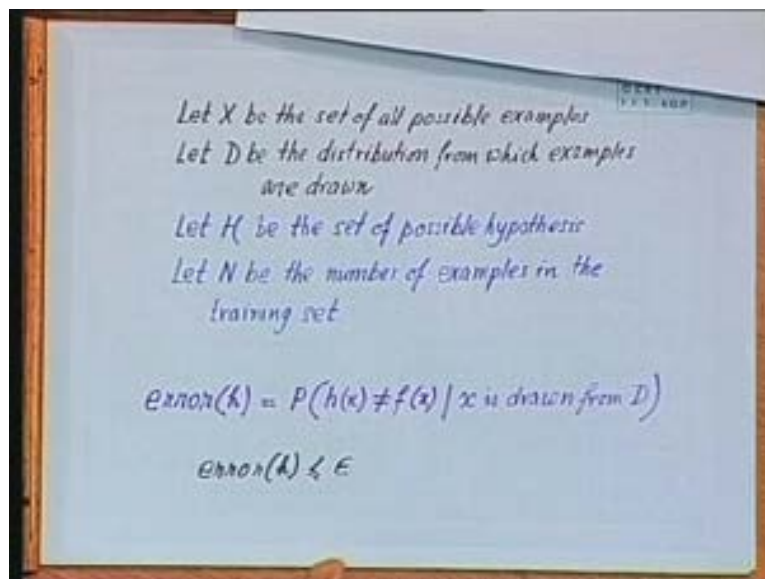 Let X be the set of all possible examples
Let D be the distribution from which examples
are drawn
Let H be the set of possible hypothesis
Let N be the number of examples in the
training set
error(h) = P(h(x) ≠ f(x) | x is drawn from D)
error(h) ≤ ϵ